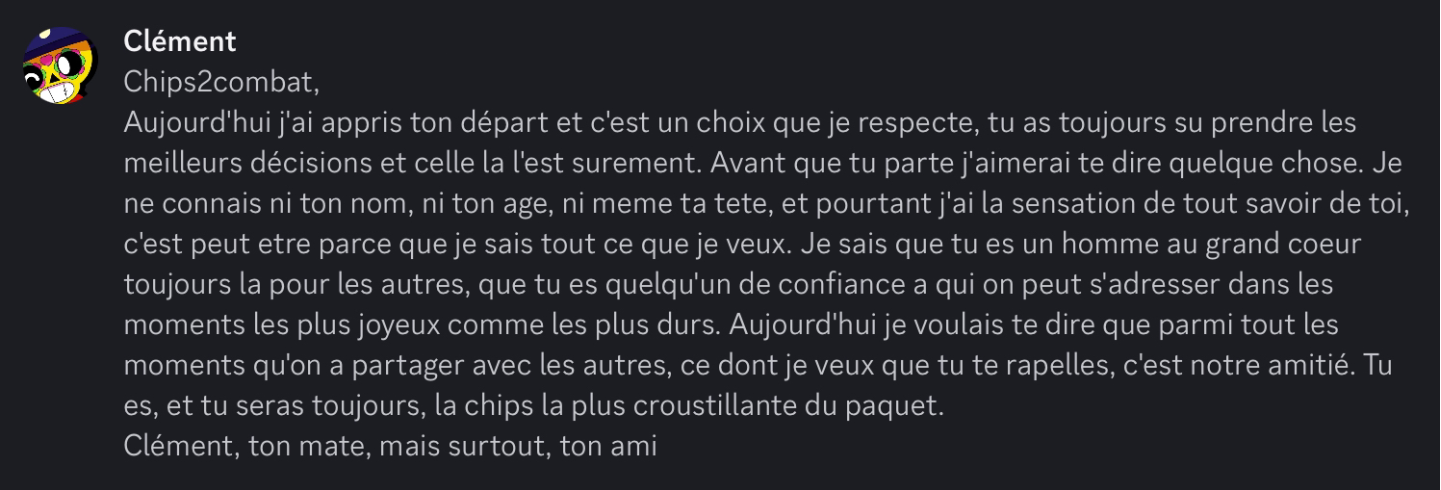 Clément
Chips2combat,
Aujourd'hui j'ai appris ton départ et c'est un choix que je respecte, tu as toujours su prendre les
meilleurs décisions et celle la l'est surement. Avant que tu parte j'aimerai te dire quelque chose. Je
ne connais ni ton nom, ni ton age, ni meme ta tete, et pourtant j'ai la sensation de tout savoir de toi,
c'est peut etre parce que je sais tout ce que je veux. Je sais que tu es un homme au grand coeur
toujours la pour les autres, que tu es quelqu'un de confiance a qui on peut s'adresser dans les
moments les plus joyeux comme les plus durs. Aujourd'hui je voulais te dire que parmi tout les
moments qu'on a partager avec les autres, ce dont je veux que tu te rapelles, c'est notre amitié. Tu
es, et tu seras toujours, la chips la plus croustillante du paquet.
Clément, ton mate, mais surtout, ton ami